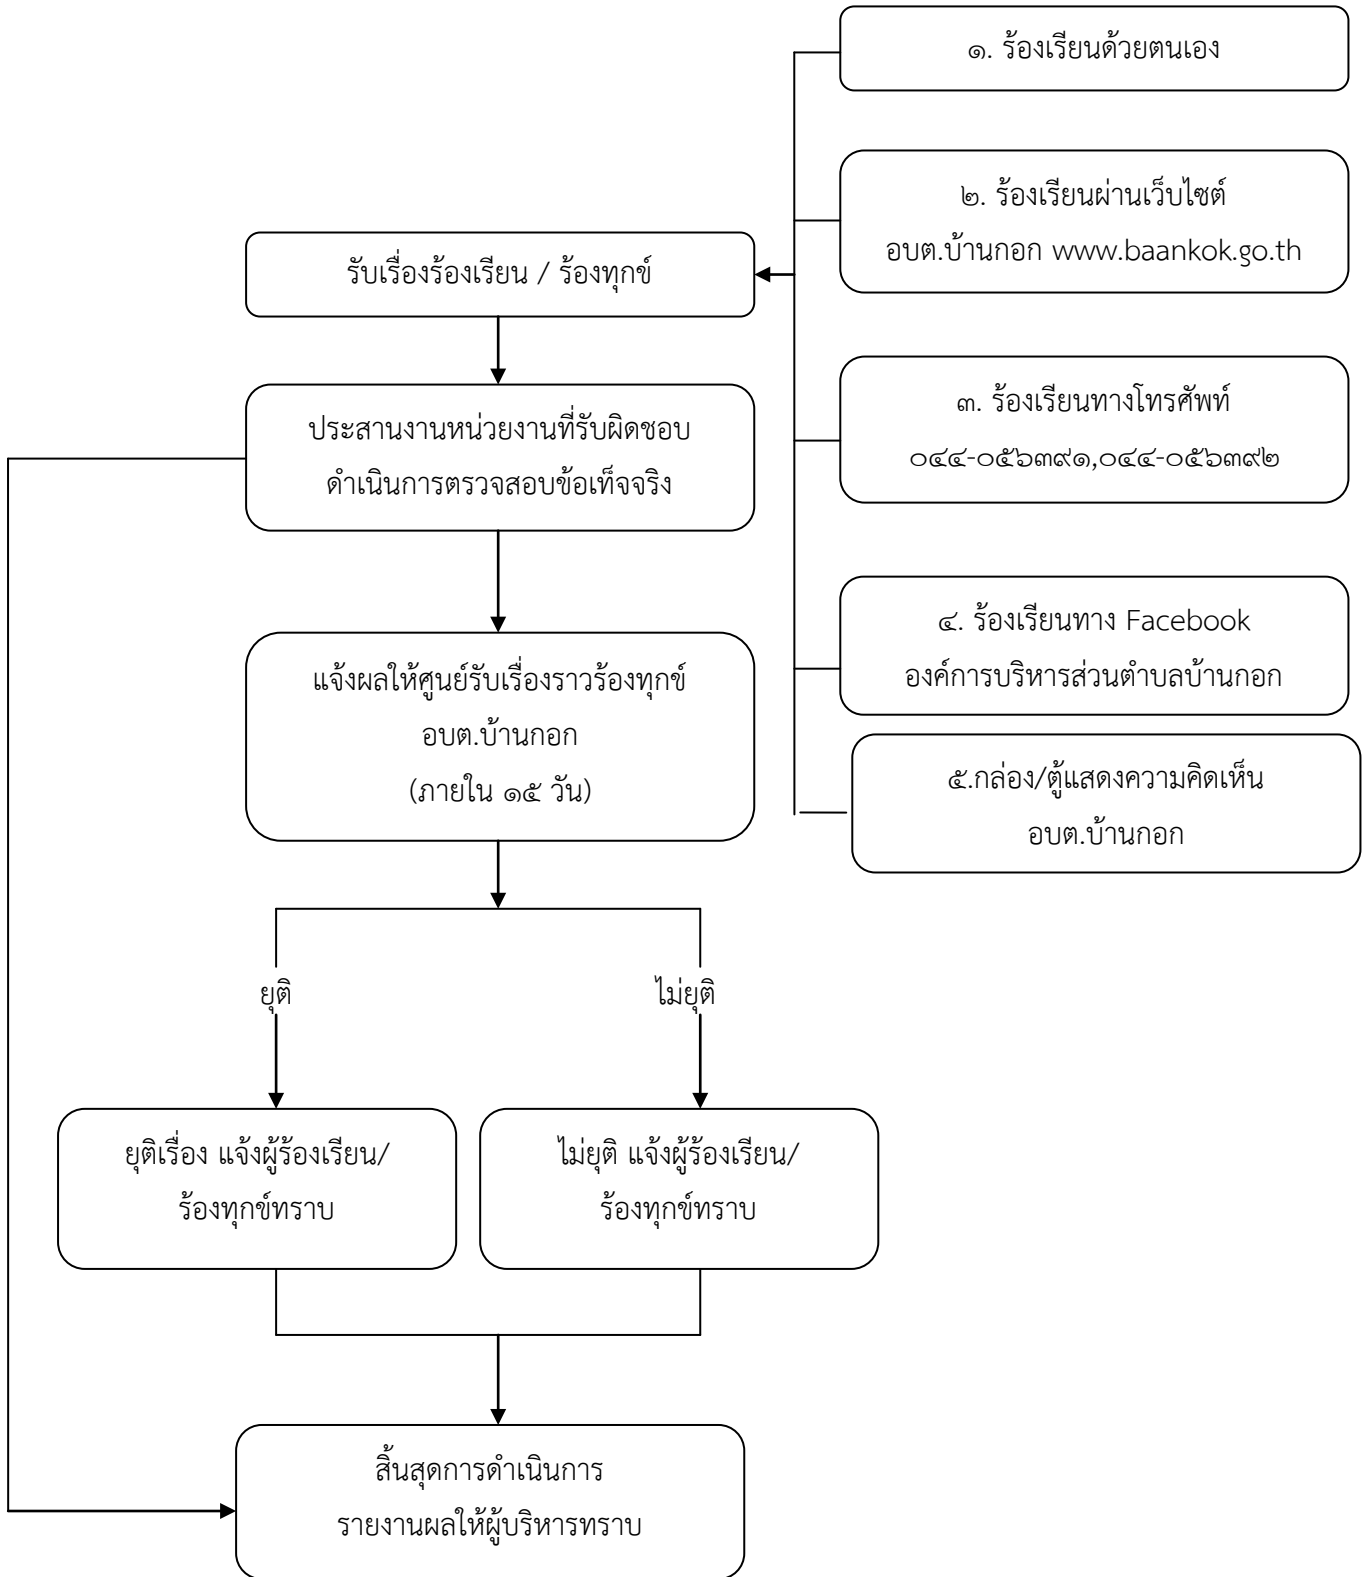 ๑. ร้องเรียนด้วยตนเอง
๒. ร้องเรียนผ่านเว็บไซต์
อบต.บ้านกอก www.baankok.go.th
รับเรื่องร้องเรียน / ร้องทุกข์
๓. ร้องเรียนทางโทรศัพท์
๐๔๔-๐๕๖๓๙๑,๐๔๔-๐๕๖๓๙๒
ประสานงานหน่วยงานที่รับผิดชอบ
ดำเนินการตรวจสอบข้อเท็จจริง
๔. ร้องเรียนทาง Facebook
องค์การบริหารส่วนตำบลบ้านกอก
แจ้งผลให้ศูนย์รับเรื่องราวร้องทุกข์
อบต.บ้านกอก
(ภายใน ๑๕ วัน)
๕.กล่อง/ตู้แสดงความคิดเห็น
อบต.บ้านกอก
ยุติ
ไม่ยุติ
ยุติเรื่อง แจ้งผู้ร้องเรียน/
ร้องทุกข์ทราบ
ไม่ยุติ แจ้งผู้ร้องเรียน/
ร้องทุกข์ทราบ
สิ้นสุดการดำเนินการ
รายงานผลให้ผู้บริหารทราบ